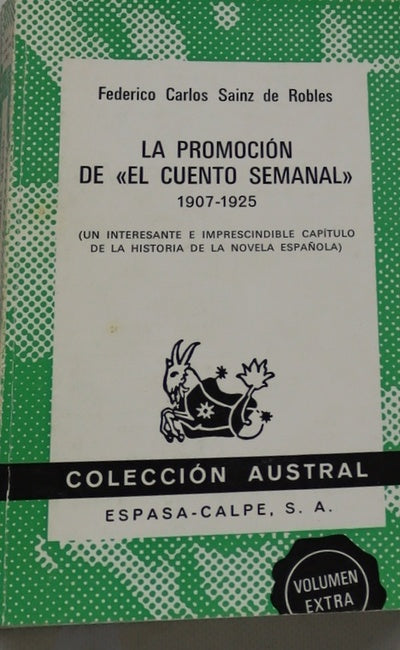 Federico Carlos Sainz de Robles
LA PROMOCIÓN
DE «EL CUENTO SEMANAL»
1907-1925
(UN INTERESANTE E IMPRESCINDIBLE CAPÍTULO
DE LA HISTORIA DE LA NOVELA ESPAÑOLA)
COLECCIÓN AUSTRAL
ESPASA-CALPE, S. A.
VOLUMEN
EXTRA